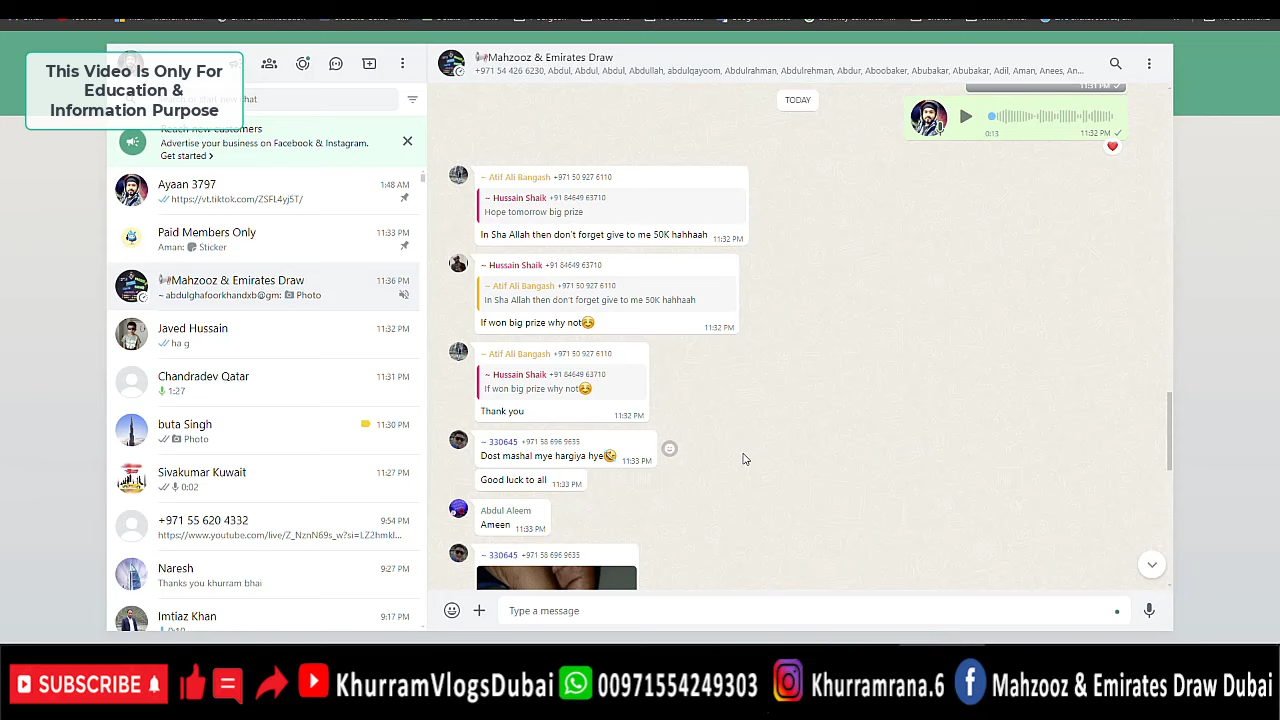 This Video Is Only For
Education &
Information Purpose
Advertise your business on Facebook & Instagram.
Get started
Ayaan 3797
1:48 AM
https://vt.tiktok.com/ZSFL4yj5T/
Paid Members Only
11:33 PM
Aman: Sticker
Mahzooz & Emirates Draw
11:36 PM
~ abdulghafoorkhandxb@gm: Photo
Javed Hussain
11:32 PM
ha g
Chandradev Qatar
11:31 PM
1:27
buta Singh
11:30 PM
Photo
Sivakumar Kuwait
11:27 PM
0:02
+971 55 620 4332
9:54 PM
https://www.youtube.com/live/Z_NznN69s_w?si=LZ2hmkl...
Naresh
9:27 PM
Thanks you khurram bhai
Imtiaz Khan
9:17 PM
Mahzooz & Emirates Draw
+971 54 426 6230, Abdul, Abdul, Abdul, Abdullah, abdulqayoom, Abdulrahman, Abdulrehman, Abdur, Aboobaker, Abubakar, Abubakar, Adil, Aman, Anees, An...
TODAY
0:13
11:32 PM
~ Atif Ali Bangash +971 50 927 6110
~ Hussain Shaik +91 84649 63710
Hope tomorrow big prize
In Sha Allah then don't forget give to me 50K hahhaah
11:32 PM
~ Hussain Shaik +91 84649 63710
~ Atif Ali Bangash +971 50 927 6110
In Sha Allah then don't forget give to me 50K hahhaah
If won big prize why not☺️
11:32 PM
~ Atif Ali Bangash +971 50 927 6110
~ Hussain Shaik +91 84649 63710
If won big prize why not☺️
Thank you
11:32 PM
~ 330645 +971 58 696 9635
Dost mashal mye hargiya hye
11:33 PM
Good luck to all
11:33 PM
Abdul Aleem
Ameen
11:33 PM
~ 330645 +971 58 696 9635
Type a message
SUBSCRIBE
KhurramVlogsDubai
00971554249303
Khurramrana.6
Mahzooz & Emirates Draw Dubai